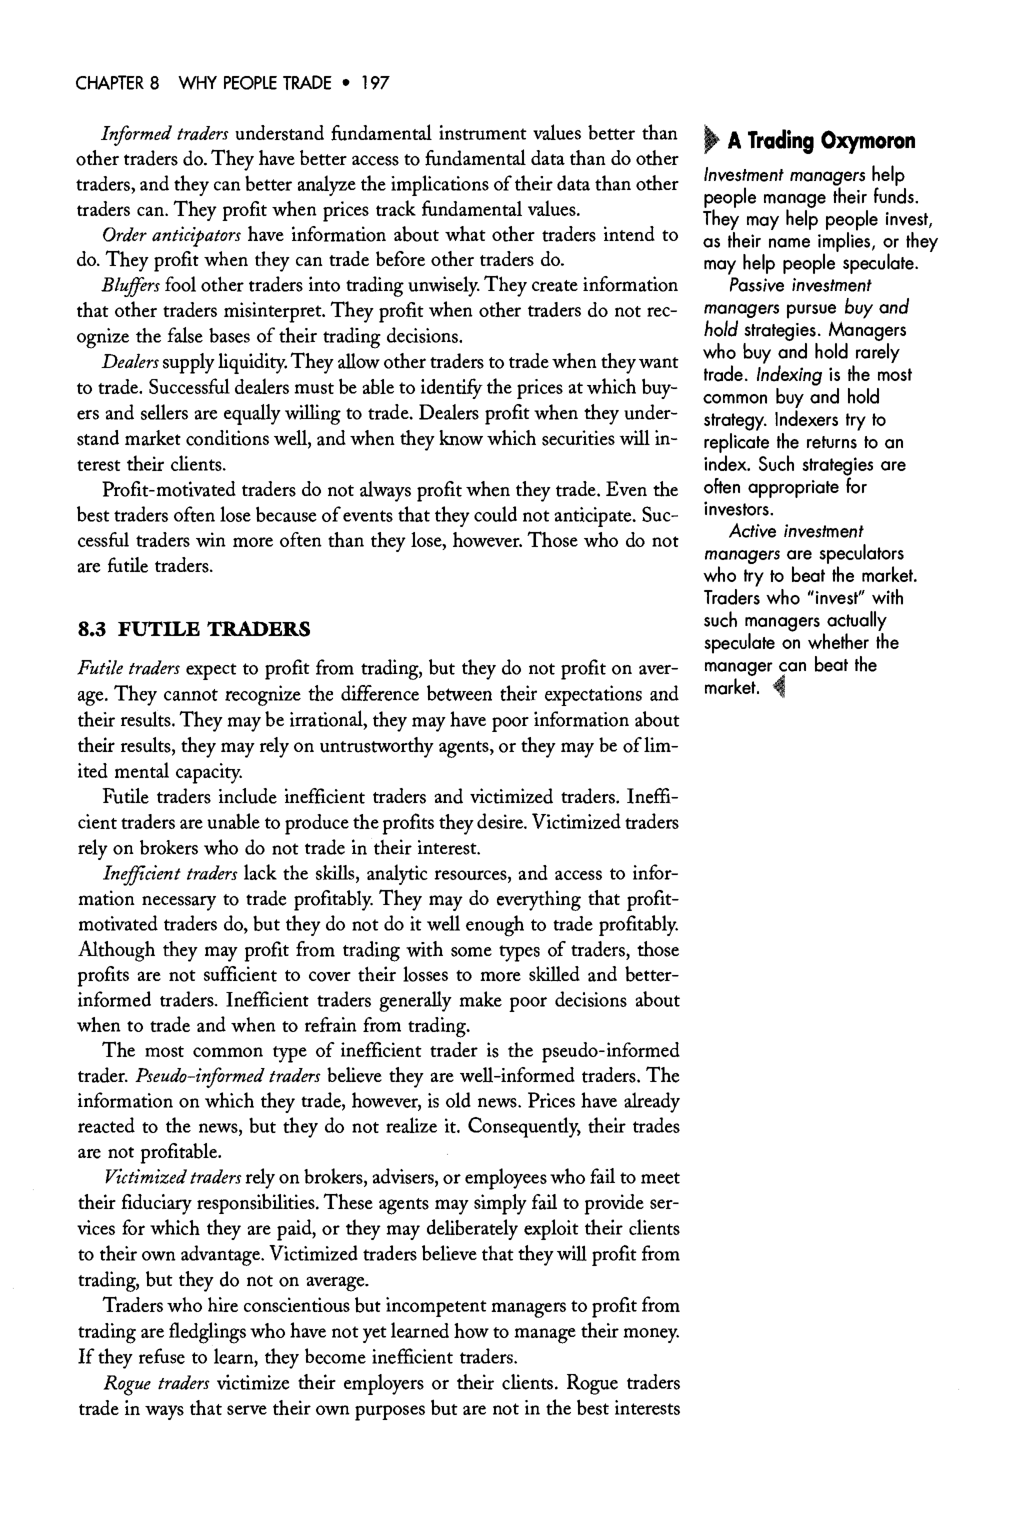 CHAPTER 8 WHY PEOPLE TRADE • 197
Informed traders understand fundamental instrument values better than
other traders do. They have better access to fundamental data than do other
traders, and they can better analyze the implications of their data than other
traders can. They profit when prices track fundamental values.
Order anticipators have information about what other traders intend to
do. They profit when they can trade before other traders do.
Bluffers fool other traders into trading unwisely. They create information
that other traders misinterpret. They profit when other traders do not rec-
ognize the false bases of their trading decisions.
Dealers supply liquidity. They allow other traders to trade when they want
to trade. Successful dealers must be able to identify the prices at which buy-
ers and sellers are equally willing to trade. Dealers profit when they under-
stand market conditions well, and when they know which securities will in-
terest their clients.
Profit-motivated traders do not always profit when they trade. Even the
best traders often lose because of events that they could not anticipate. Suc-
cessful traders win more often than they lose, however. Those who do not
are futile traders.
8.3 FUTILE TRADERS
Futile traders expect to profit from trading, but they do not profit on aver-
age. They cannot recognize the difference between their expectations and
their results. They may be irrational, they may have poor information about
their results, they may rely on untrustworthy agents, or they may be of lim-
ited mental capacity.
Futile traders include inefficient traders and victimized traders. Ineffi-
cient traders are unable to produce the profits they desire. Victimized traders
rely on brokers who do not trade in their interest.
Inefficient traders lack the skills, analytic resources, and access to infor-
mation necessary to trade profitably. They may do everything that profit-
motivated traders do, but they do not do it well enough to trade profitably.
Although they may profit from trading with some types of traders, those
profits are not sufficient to cover their losses to more skilled and better-
informed traders. Inefficient traders generally make poor decisions about
when to trade and when to refrain from trading.
The most common type of inefficient trader is the pseudo-informed
trader. Pseudo-informed traders believe they are well-informed traders. The
information on which they trade, however, is old news. Prices have already
reacted to the news, but they do not realize it. Consequently, their trades
are not profitable.
Victimized traders rely on brokers, advisers, or employees who fail to meet
their fiduciary responsibilities. These agents may simply fail to provide ser-
vices for which they are paid, or they may deliberately exploit their clients
to their own advantage. Victimized traders believe that they will profit from
trading, but they do not on average.
Traders who hire conscientious but incompetent managers to profit from
trading are fledglings who have not yet learned how to manage their money.
If they refuse to learn, they become inefficient traders.
Rogue traders victimize their employers or their clients. Rogue traders
trade in ways that serve their own purposes but are not in the best interests
A Trading Oxymoron
Investment managers help
people manage their funds.
They may help people invest,
as their name implies, or they
may help people speculate.
Passive investment
managers pursue buy and
hold strategies. Managers
who buy and hold rarely
trade. Indexing is the most
common buy and hold
strategy. Indexers try to
replicate the returns to an
index. Such strategies are
often appropriate for
investors.
Active investment
managers are speculators
who try to beat the market.
Traders who "invest" with
such managers actually
speculate on whether the
manager can beat the
market.